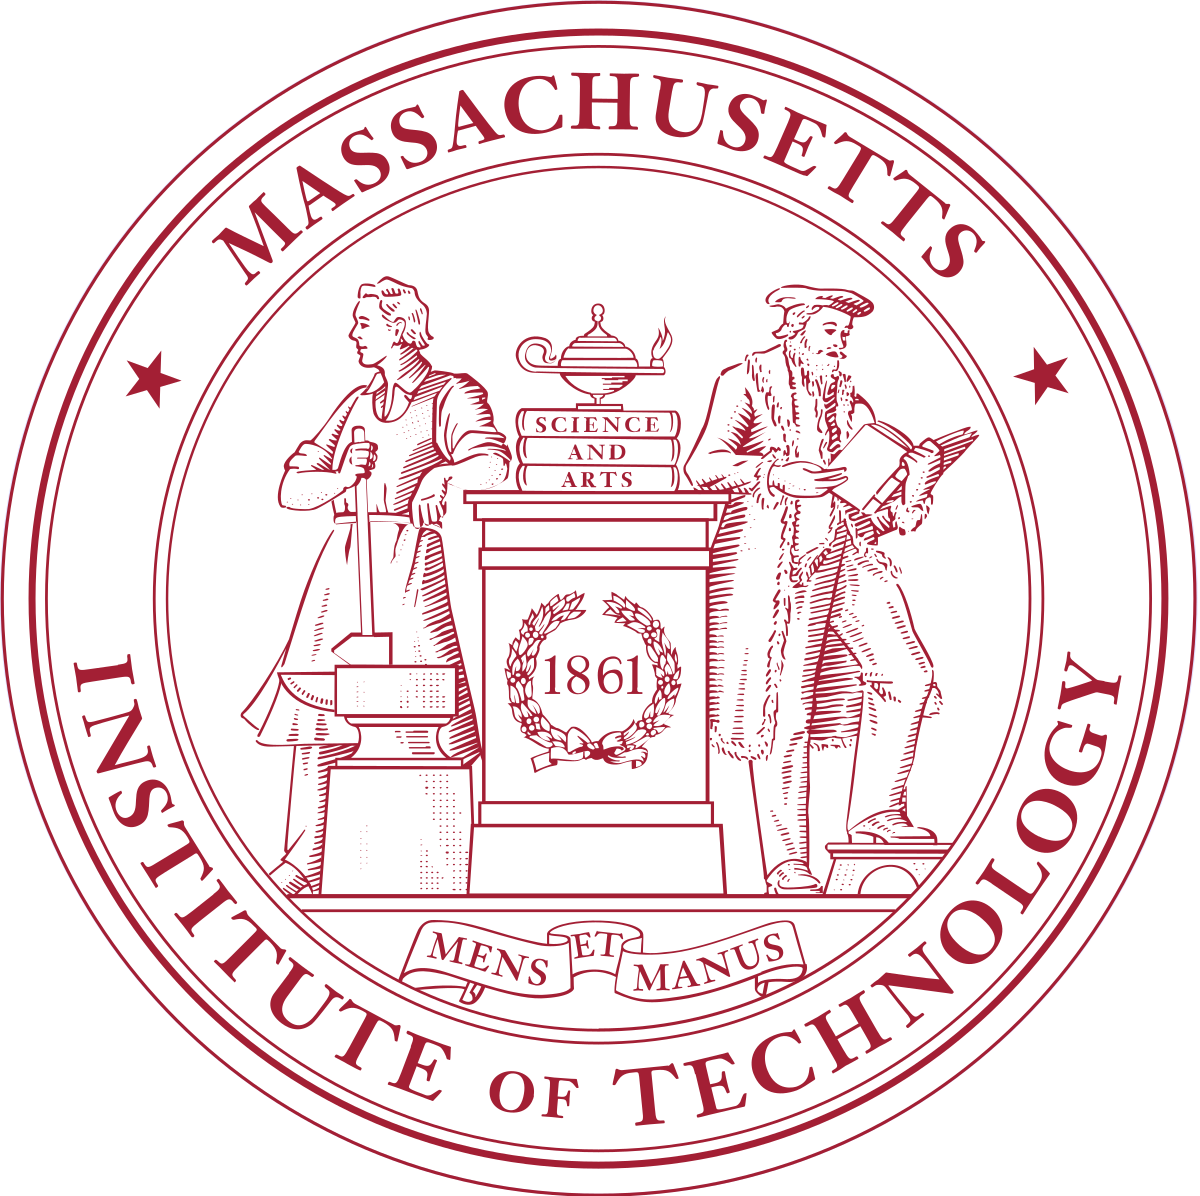 MASSACHUSETTS
SCIENCE
AND
ARTS
1861
MENS ET MANUS
INSTITUTE OF TECHNOLOGY